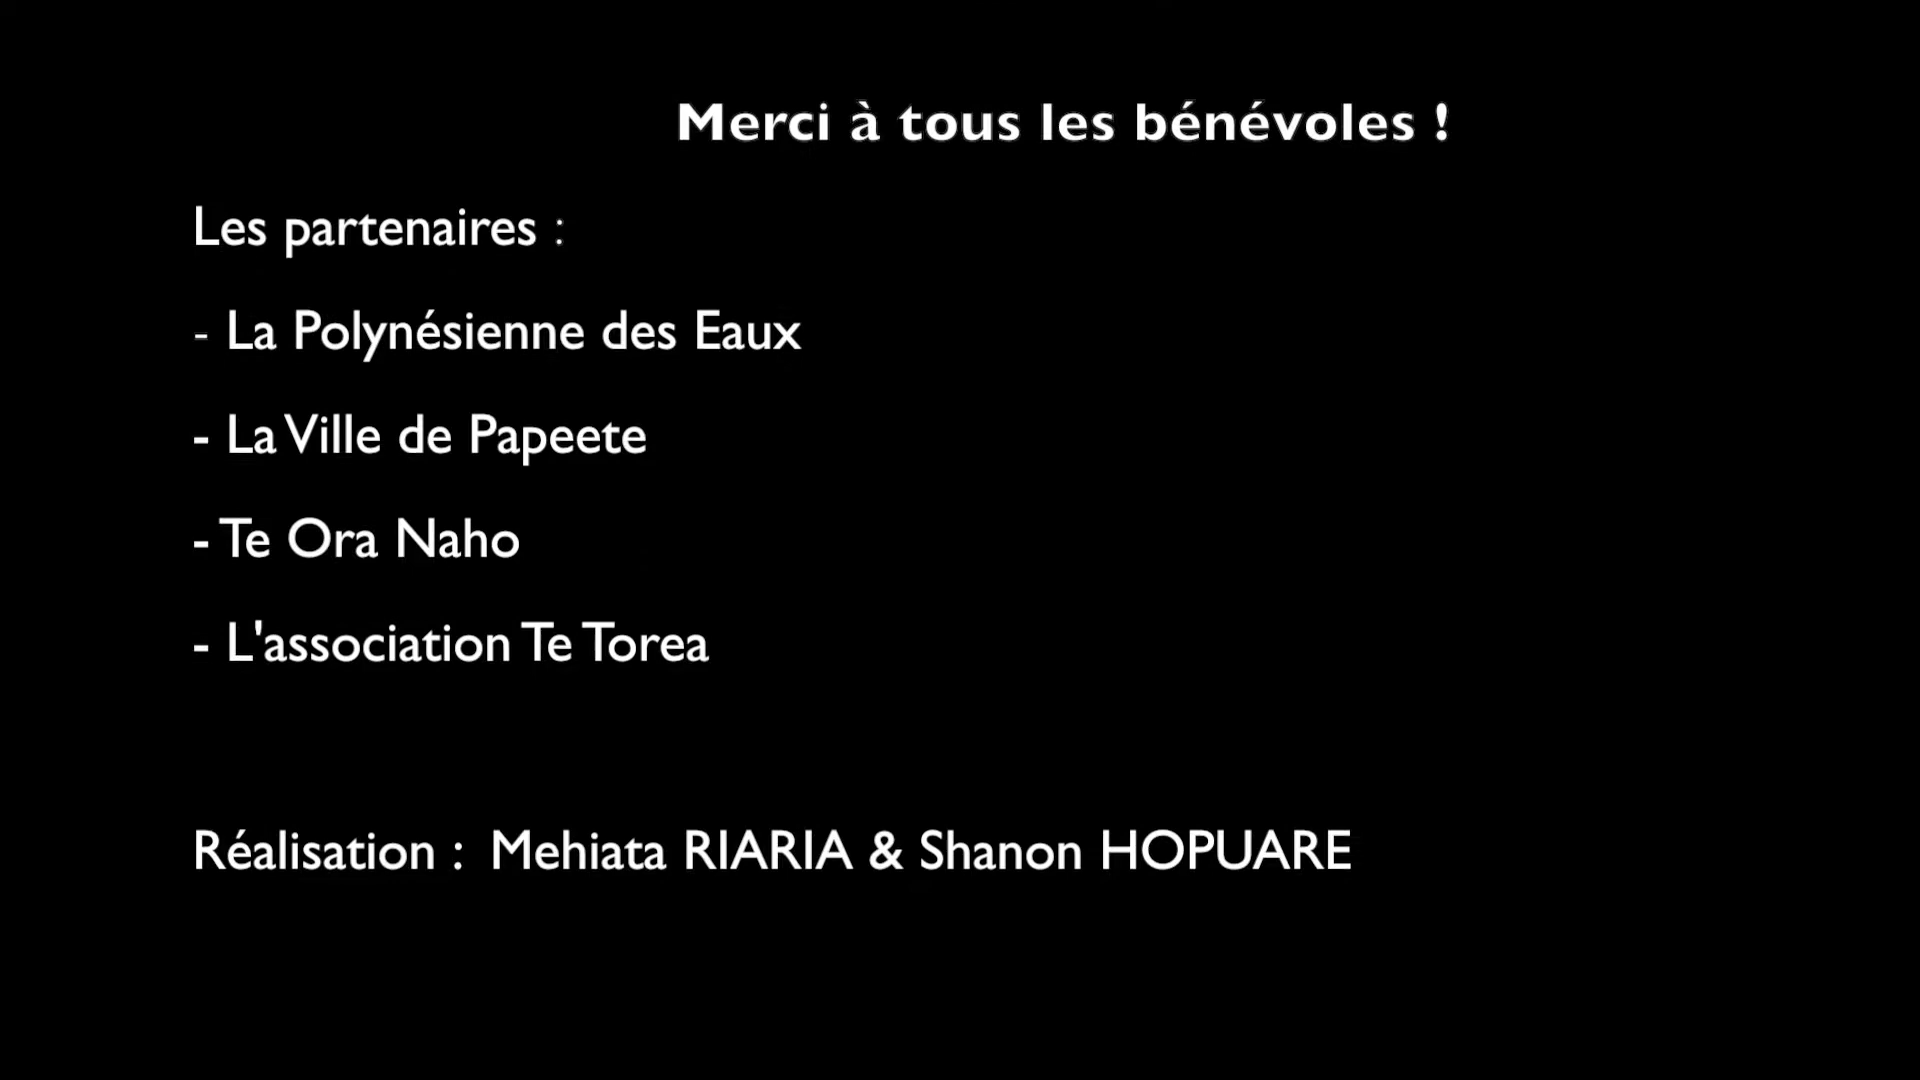 Merci à tous les bénévoles !
Les partenaires :
- La Polynésienne des Eaux
- La Ville de Papeete
- Te Ora Naho
- L'association Te Torea
Réalisation : Mehiata RIARIA & Shanon HOPUARE